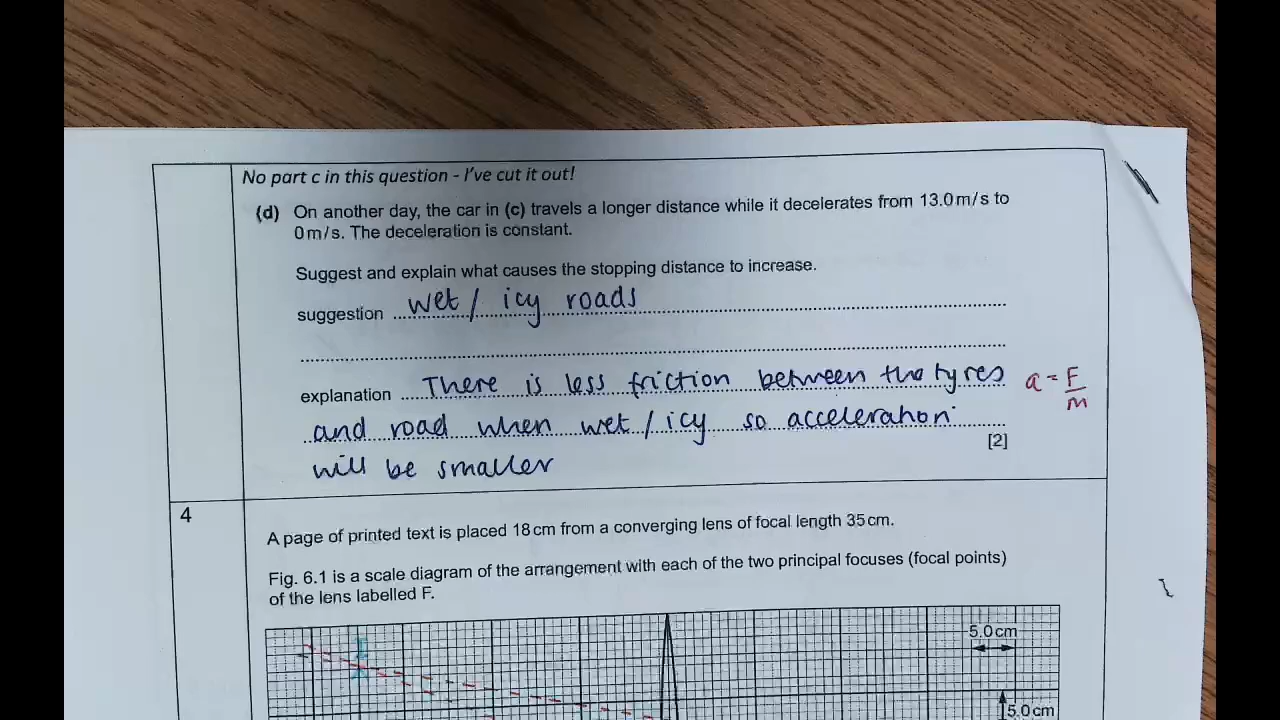 No part c in this question - I've cut it out!
(d) On another day, the car in (c) travels a longer distance while it decelerates from 13.0 m/s to
0 m/s. The deceleration is constant.
Suggest and explain what causes the stopping distance to increase.
suggestion wet / icy roads
explanation There is less friction between the tyres
a = F/m
and road when wet / icy so acceleration
[2]
will be smaller
4
A page of printed text is placed 18 cm from a converging lens of focal length 35 cm.
Fig. 6.1 is a scale diagram of the arrangement with each of the two principal focuses (focal points)
of the lens labelled F.
5.0 cm
5.0 cm